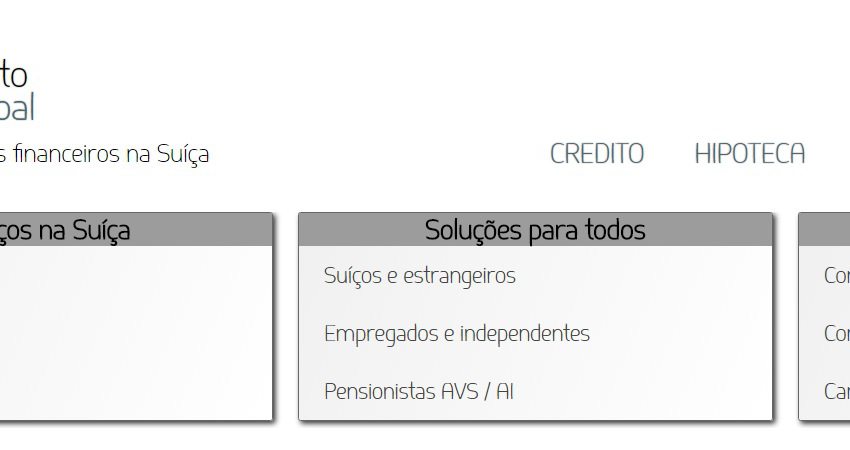 to
pal
s financeiros na Suíça
CREDITO HIPOTECA
ços na Suíça
Soluções para todos
Suíços e estrangeiros
Empregados e independentes
Pensionistas AVS / AI
Co
Co
Ca